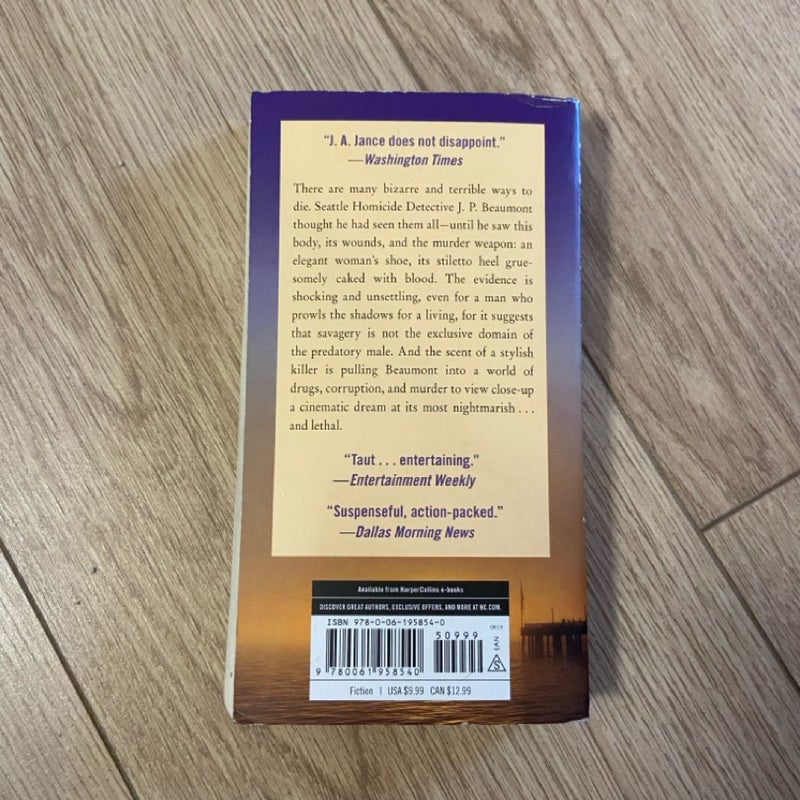 “J. A. Jance does not disappoint.”
—Washington Times
There are many bizarre and terrible ways to
die. Seattle Homicide Detective J. P. Beaumont
thought he had seen them all—until he saw this
body, its wounds, and the murder weapon: an
elegant woman's shoe, its stiletto heel grue-
somely caked with blood. The evidence is
shocking and unsettling, even for a man who
prowls the shadows for a living, for it suggests
that savagery is not the exclusive domain of
the predatory male. And the scent of a stylish
killer is pulling Beaumont into a world of
drugs, corruption, and murder to view close-up
a cinematic dream at its most nightmarish . . .
and lethal.
“Taut . . . entertaining.”
—Entertainment Weekly
“Suspenseful, action-packed.”
—Dallas Morning News
Available from HarperCollins e-books
DISCOVER GREAT AUTHORS, EXCLUSIVE OFFERS, AND MORE AT HC.COM.
ISBN 978-0-06-195854-0
50999
EAN
S
9 780061 958540
Fiction | USA $9.99 CAN $12.99